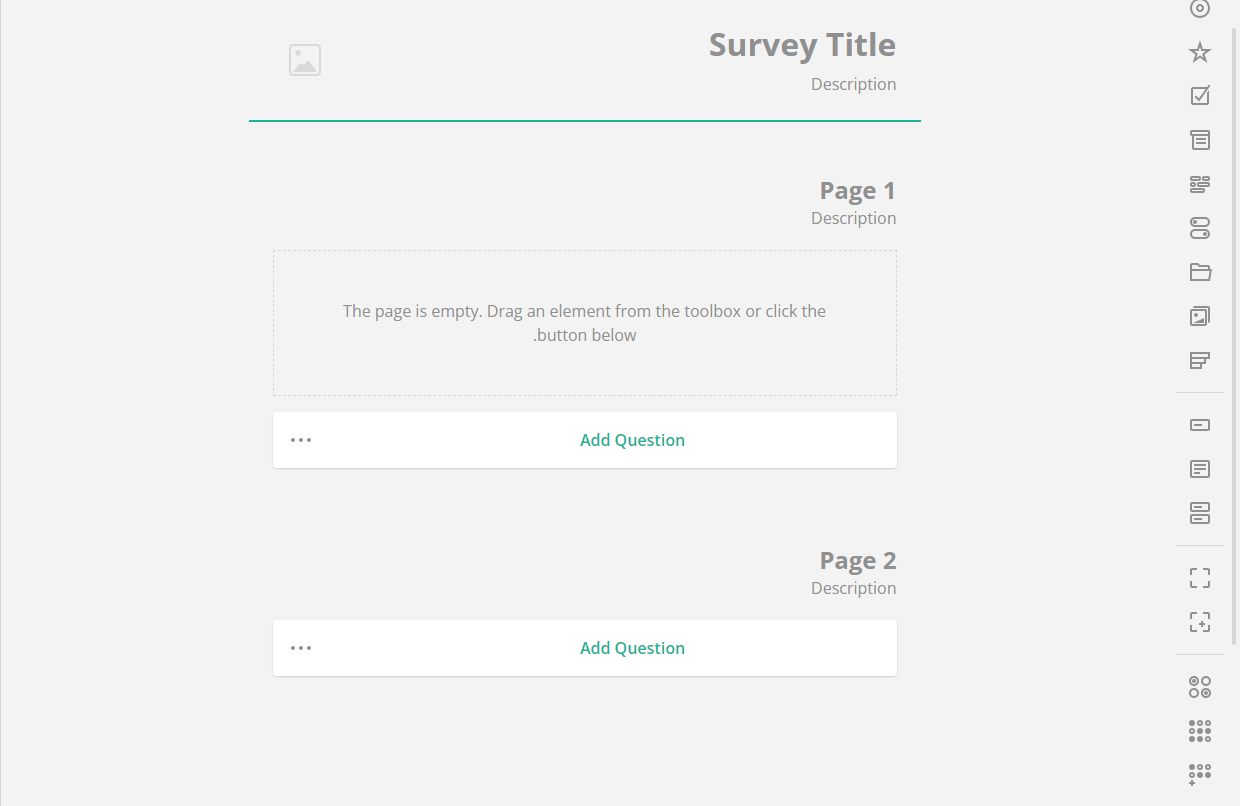 Survey Title
Description
Page 1
Description
The page is empty. Drag an element from the toolbox or click the
.button below
Add Question
Page 2
Description
Add Question